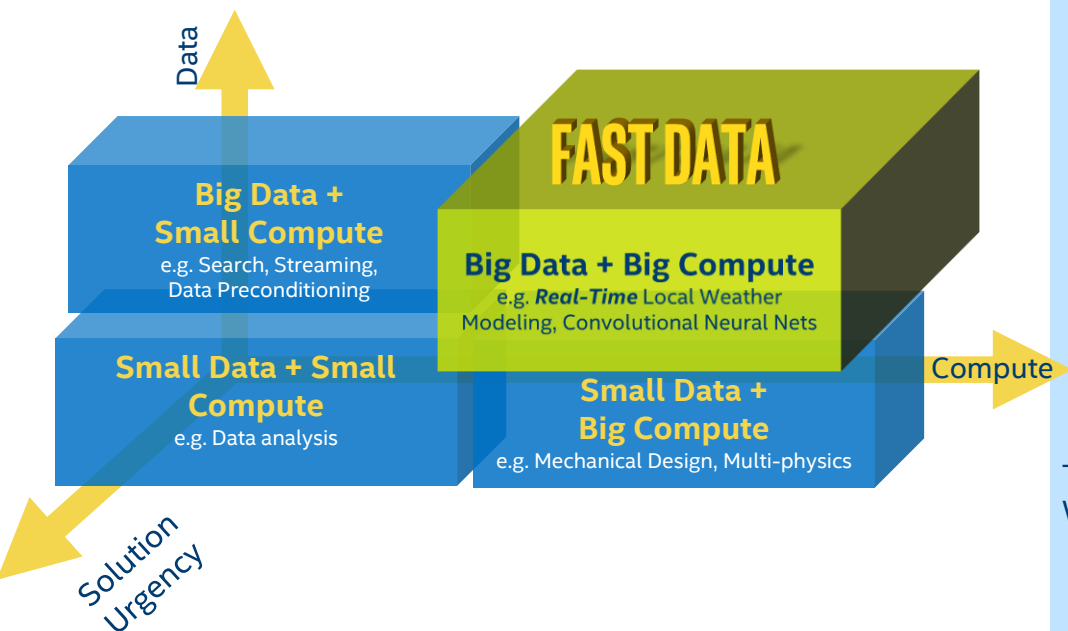 Data
FAST DATA
Big Data +
Small Compute
e.g. Search, Streaming,
Data Preconditioning
Big Data + Big Compute
e.g. Real-Time Local Weather
Modeling, Convolutional Neural Nets
Small Data + Small
Compute
e.g. Data analysis
Small Data +
Big Compute
e.g. Mechanical Design, Multi-physics
Compute
Solution
Urgency